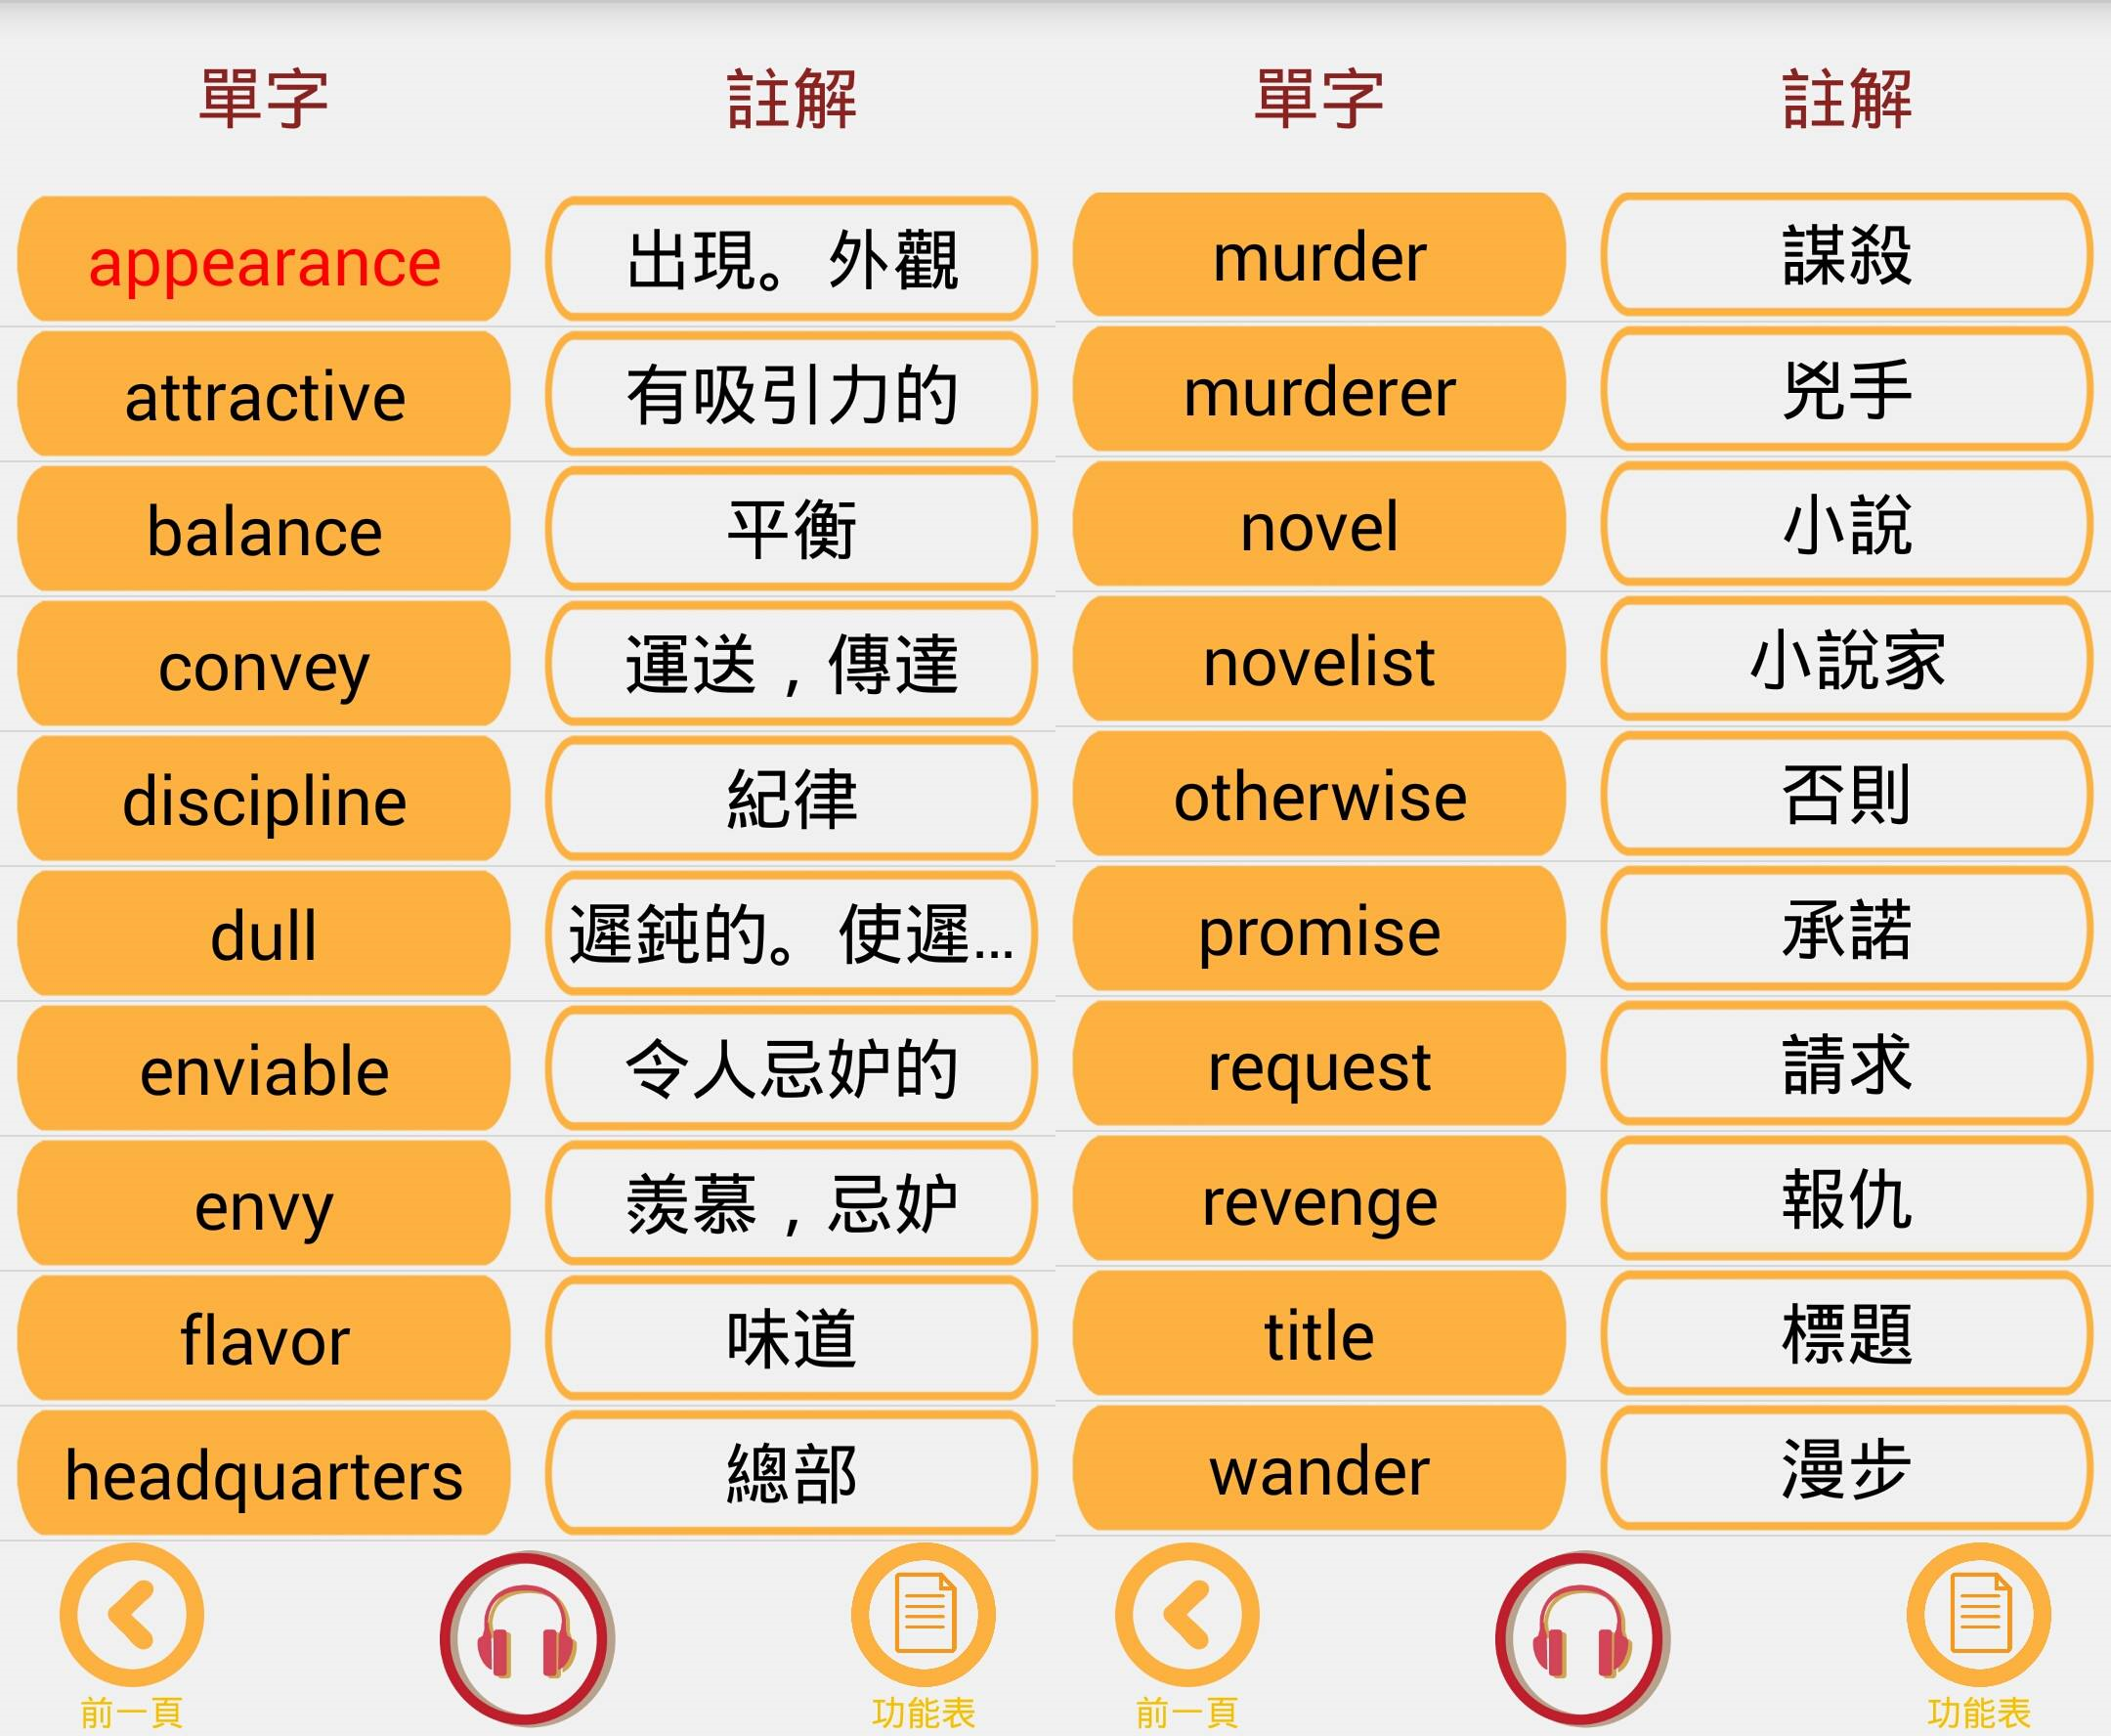 單字 註解
appearance 出現。外觀
attractive 有吸引力的
balance 平衡
convey 運送，傳達
discipline 紀律
dull 遲鈍的。使遲...
enviable 令人忌妒的
envy 羨慕，忌妒
flavor 味道
headquarters 總部
前一頁 功能表
單字 註解
murder 謀殺
murderer 兇手
novel 小說
novelist 小說家
otherwise 否則
promise 承諾
request 請求
revenge 報仇
title 標題
wander 漫步
前一頁 功能表